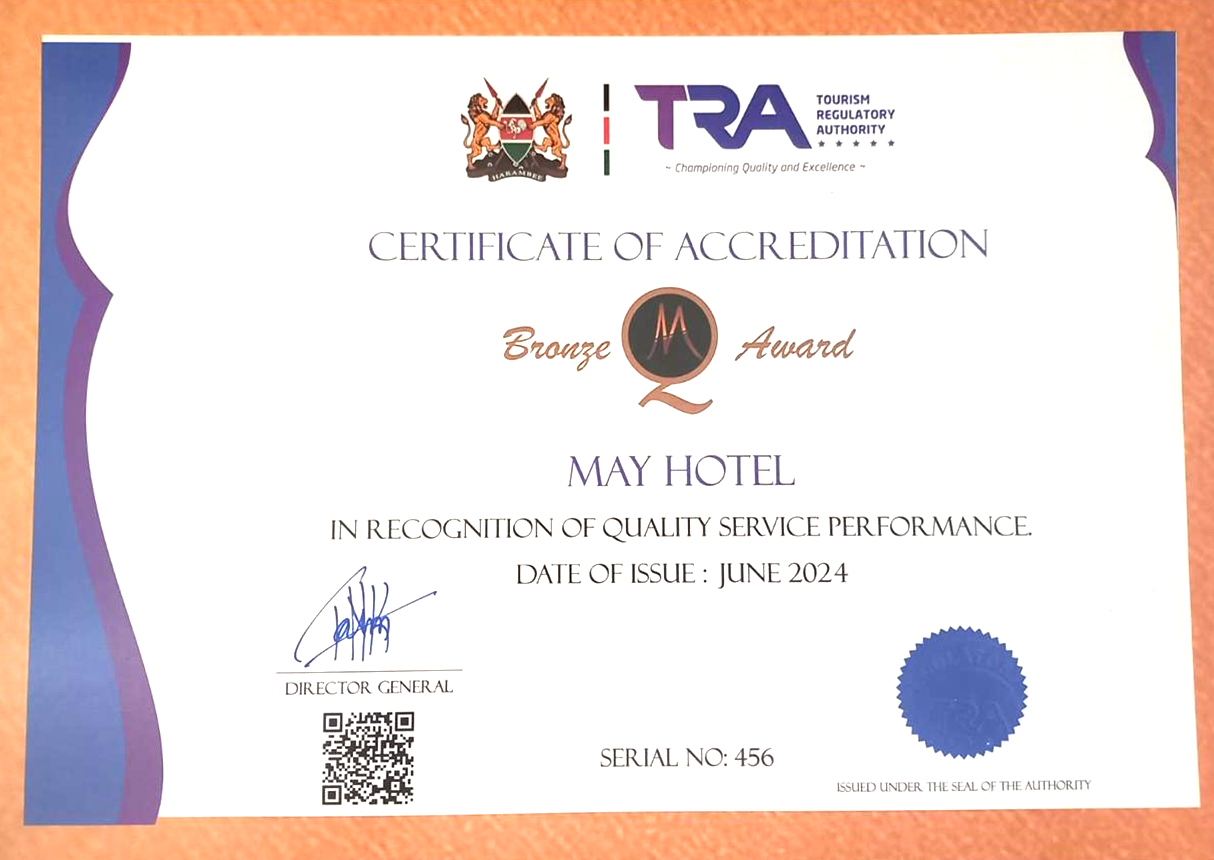 HARAMBEE
TRA
TOURISM
REGULATORY
AUTHORITY
~ Championing Quality and Excellence ~
CERTIFICATE OF ACCREDITATION
Bronze MQ Award
MAY HOTEL
IN RECOGNITION OF QUALITY SERVICE PERFORMANCE.
DATE OF ISSUE : JUNE 2024
DIRECTOR GENERAL
SERIAL NO: 456
TRA
ISSUED UNDER THE SEAL OF THE AUTHORITY